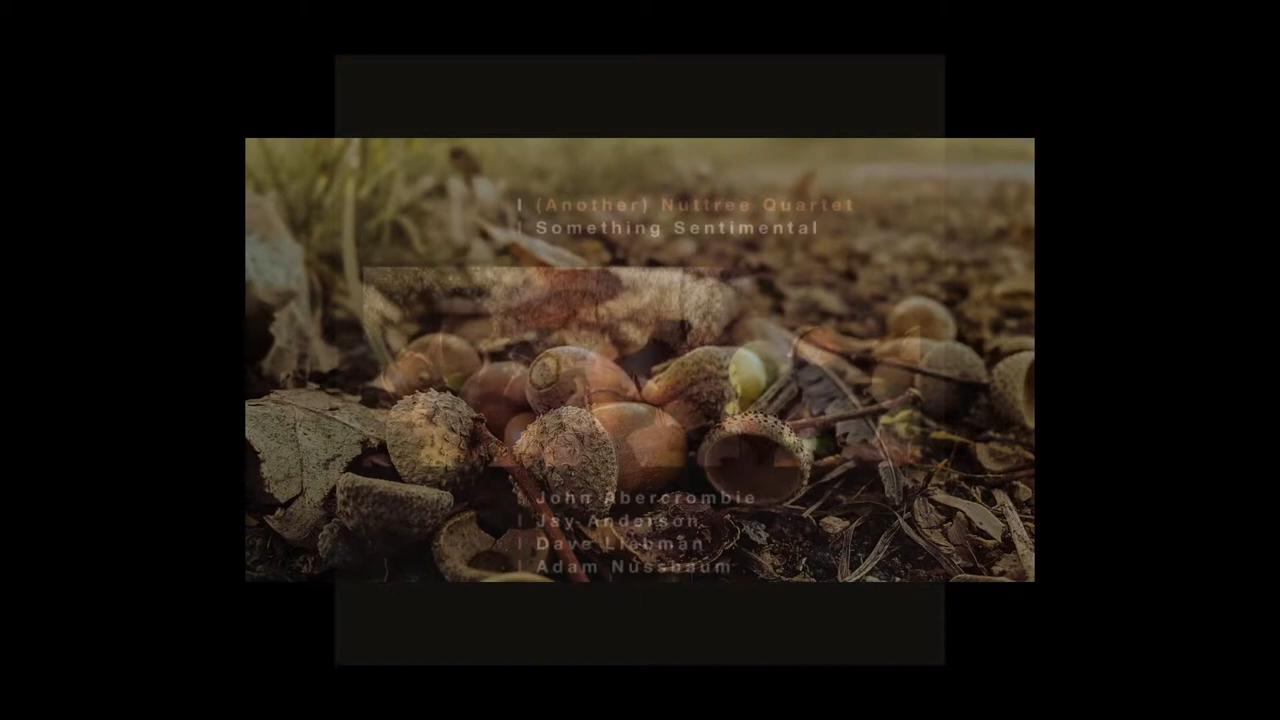 (Another) Nuttree Quartet
Something Sentimental
John Abercrombie
Jay Anderson
Dave Liebman
Adam Nussbaum